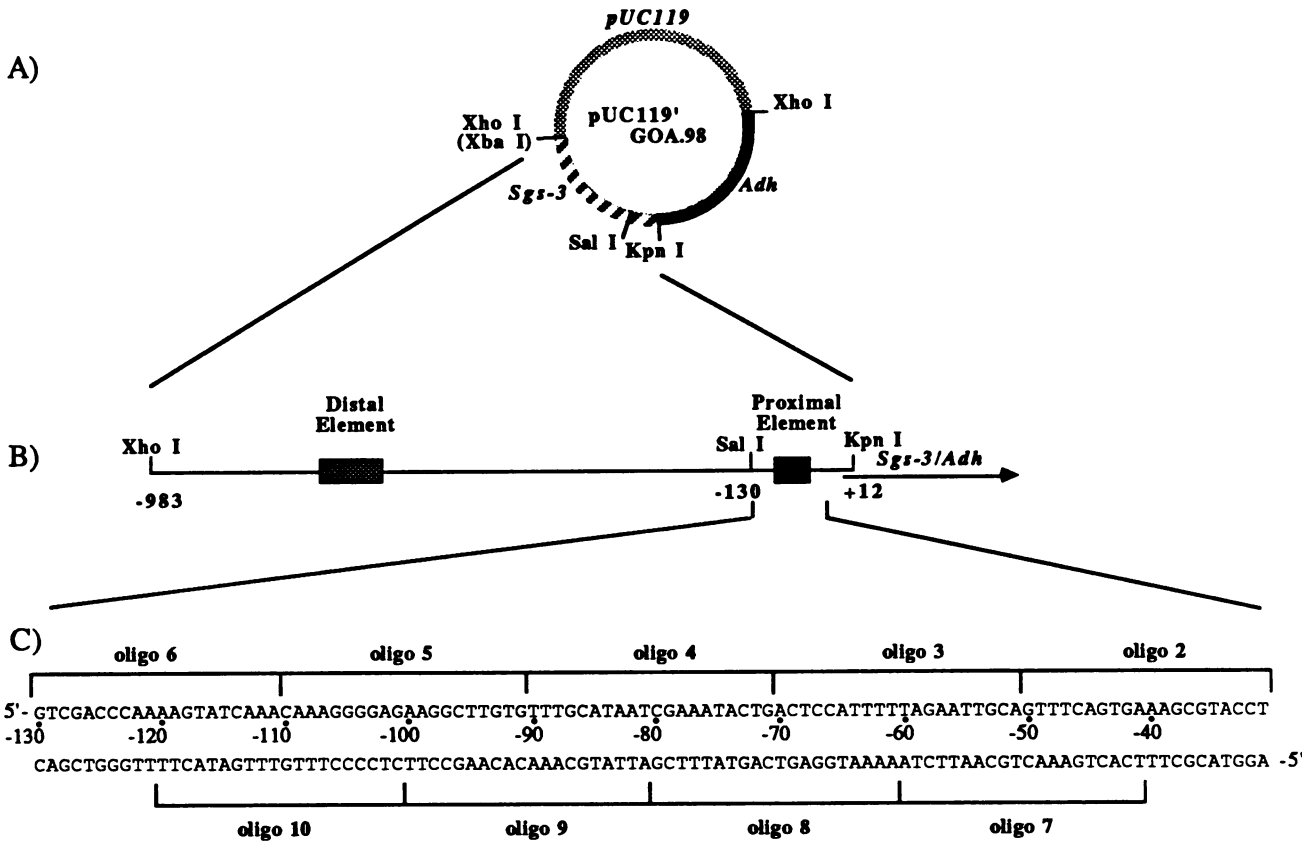 A)
pUC119
Xho I
Xho I
(Xba I)
pUC119'
GOA.98
Sgs-3
Adh
Sal I
Kpn I
B)
Distal
Element
Proximal
Element
Xho I
Sal I
Kpn I
Sgs-3/Adh
-983
-130
+12
C)
oligo 6 oligo 5 oligo 4 oligo 3 oligo 2
5'- GTCGACCCAAAAGTATCAAACAAAGGGGAGAAGGCTTGTGTTTGCATAATCGAAATACTGACTCCATTTTTAGAATTGCAGTTTCAGTGAAAGCGTACCT
-130 -120 -110 -100 -90 -80 -70 -60 -50 -40
CAGCTGGGTTTTCATAGTTTGTTTCCCCTCTTCCGAACACAAACGTATTAGCTTTATGACTGAGGTAAAAATCTTAACGTCAAAGTCACTTTCGCATGGA -5'
oligo 10 oligo 9 oligo 8 oligo 7